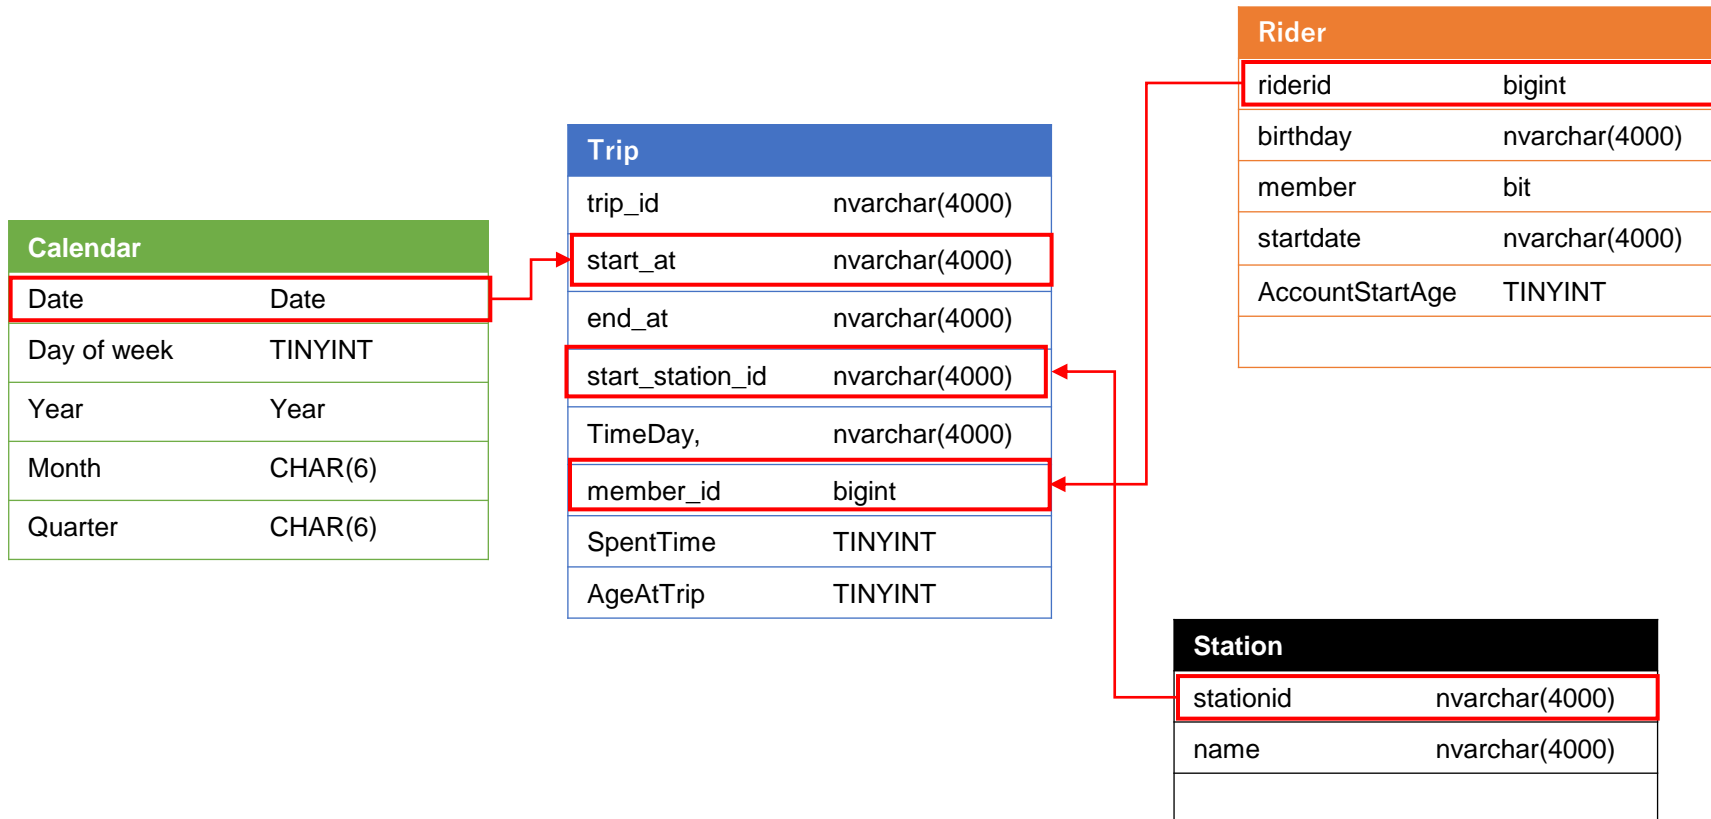 Rider
riderid bigint
birthday nvarchar(4000)
member bit
startdate nvarchar(4000)
AccountStartAge TINYINT
Trip
trip_id nvarchar(4000)
start_at nvarchar(4000)
end_at nvarchar(4000)
start_station_id nvarchar(4000)
TimeDay, nvarchar(4000)
member_id bigint
SpentTime TINYINT
AgeAtTrip TINYINT
Calendar
Date Date
Day of week TINYINT
Year Year
Month CHAR(6)
Quarter CHAR(6)
Station
stationid nvarchar(4000)
name nvarchar(4000)